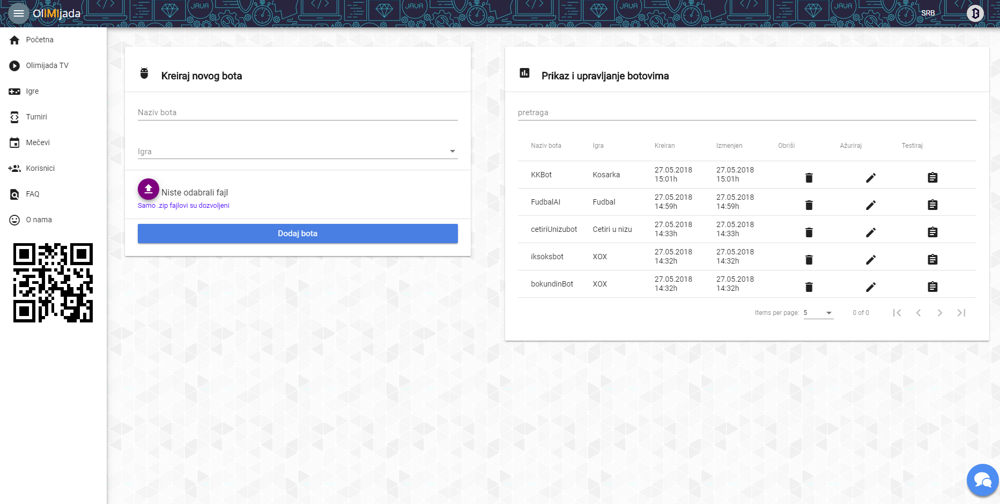 OlIMIjada
JAVA JAVA JAVA JAVA
SRB
Početna
Olimijada TV
Igre
Turniri
Mečevi
Korisnici
FAQ
O nama
Kreiraj novog bota
Naziv bota
Igra
Niste odabrali fajl
Samo .zip fajlovi su dozvoljeni
Dodaj bota
Prikaz i upravljanje botovima
pretraga
Naziv bota Igra Kreiran Izmenjen Obriši Ažuriraj Testiraj
KKBot Kosarka 27.05.2018 15:01h 27.05.2018 15:01h
FudbalAI Fudbal 27.05.2018 14:59h 27.05.2018 14:59h
cetiriUnizubot Cetiri u nizu 27.05.2018 14:33h 27.05.2018 14:33h
iksoksbot XOX 27.05.2018 14:32h 27.05.2018 14:32h
bokundinBot XOX 27.05.2018 14:32h 27.05.2018 14:32h
Items per page: 5 0 of 0